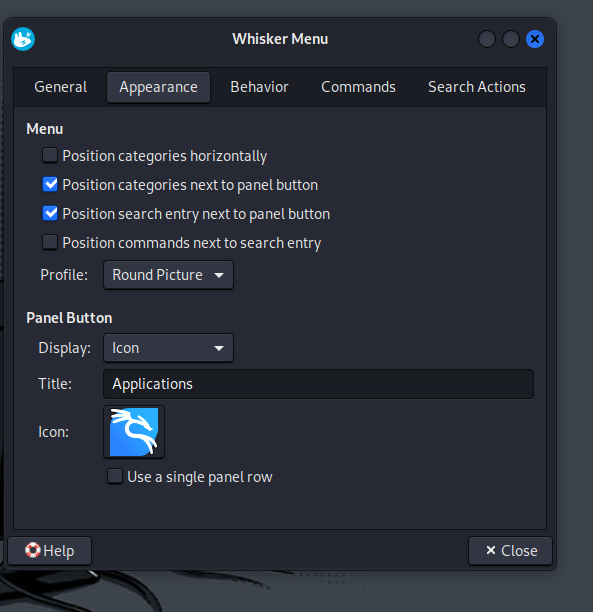 Whisker Menu
General Appearance Behavior Commands Search Actions
Menu
Position categories horizontally
Position categories next to panel button
Position search entry next to panel button
Position commands next to search entry
Profile: Round Picture
Panel Button
Display: Icon
Title: Applications
Icon:
Use a single panel row
Help Close